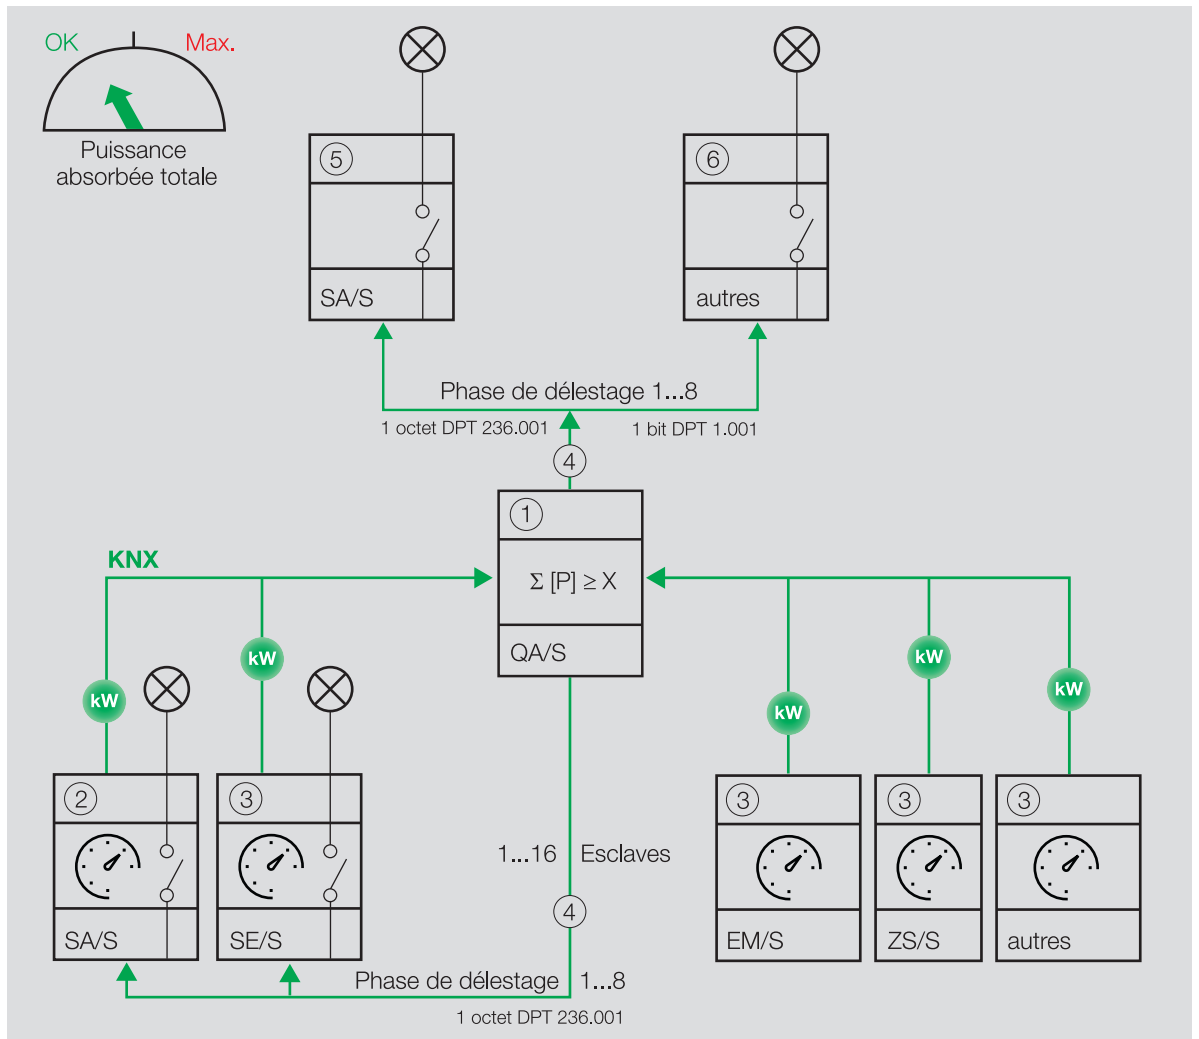 OK
Max.
Puissance
absorbée totale
5
SA/S
6
autres
Phase de délestage 1...8
1 octet DPT 236.001
1 bit DPT 1.001
4
1
Σ [P] ≥ X
QA/S
KNX
kW
kW
kW
kW
kW
2
SA/S
3
SE/S
3
EM/S
3
ZS/S
3
autres
1...16 Esclaves
4
Phase de délestage 1...8
1 octet DPT 236.001